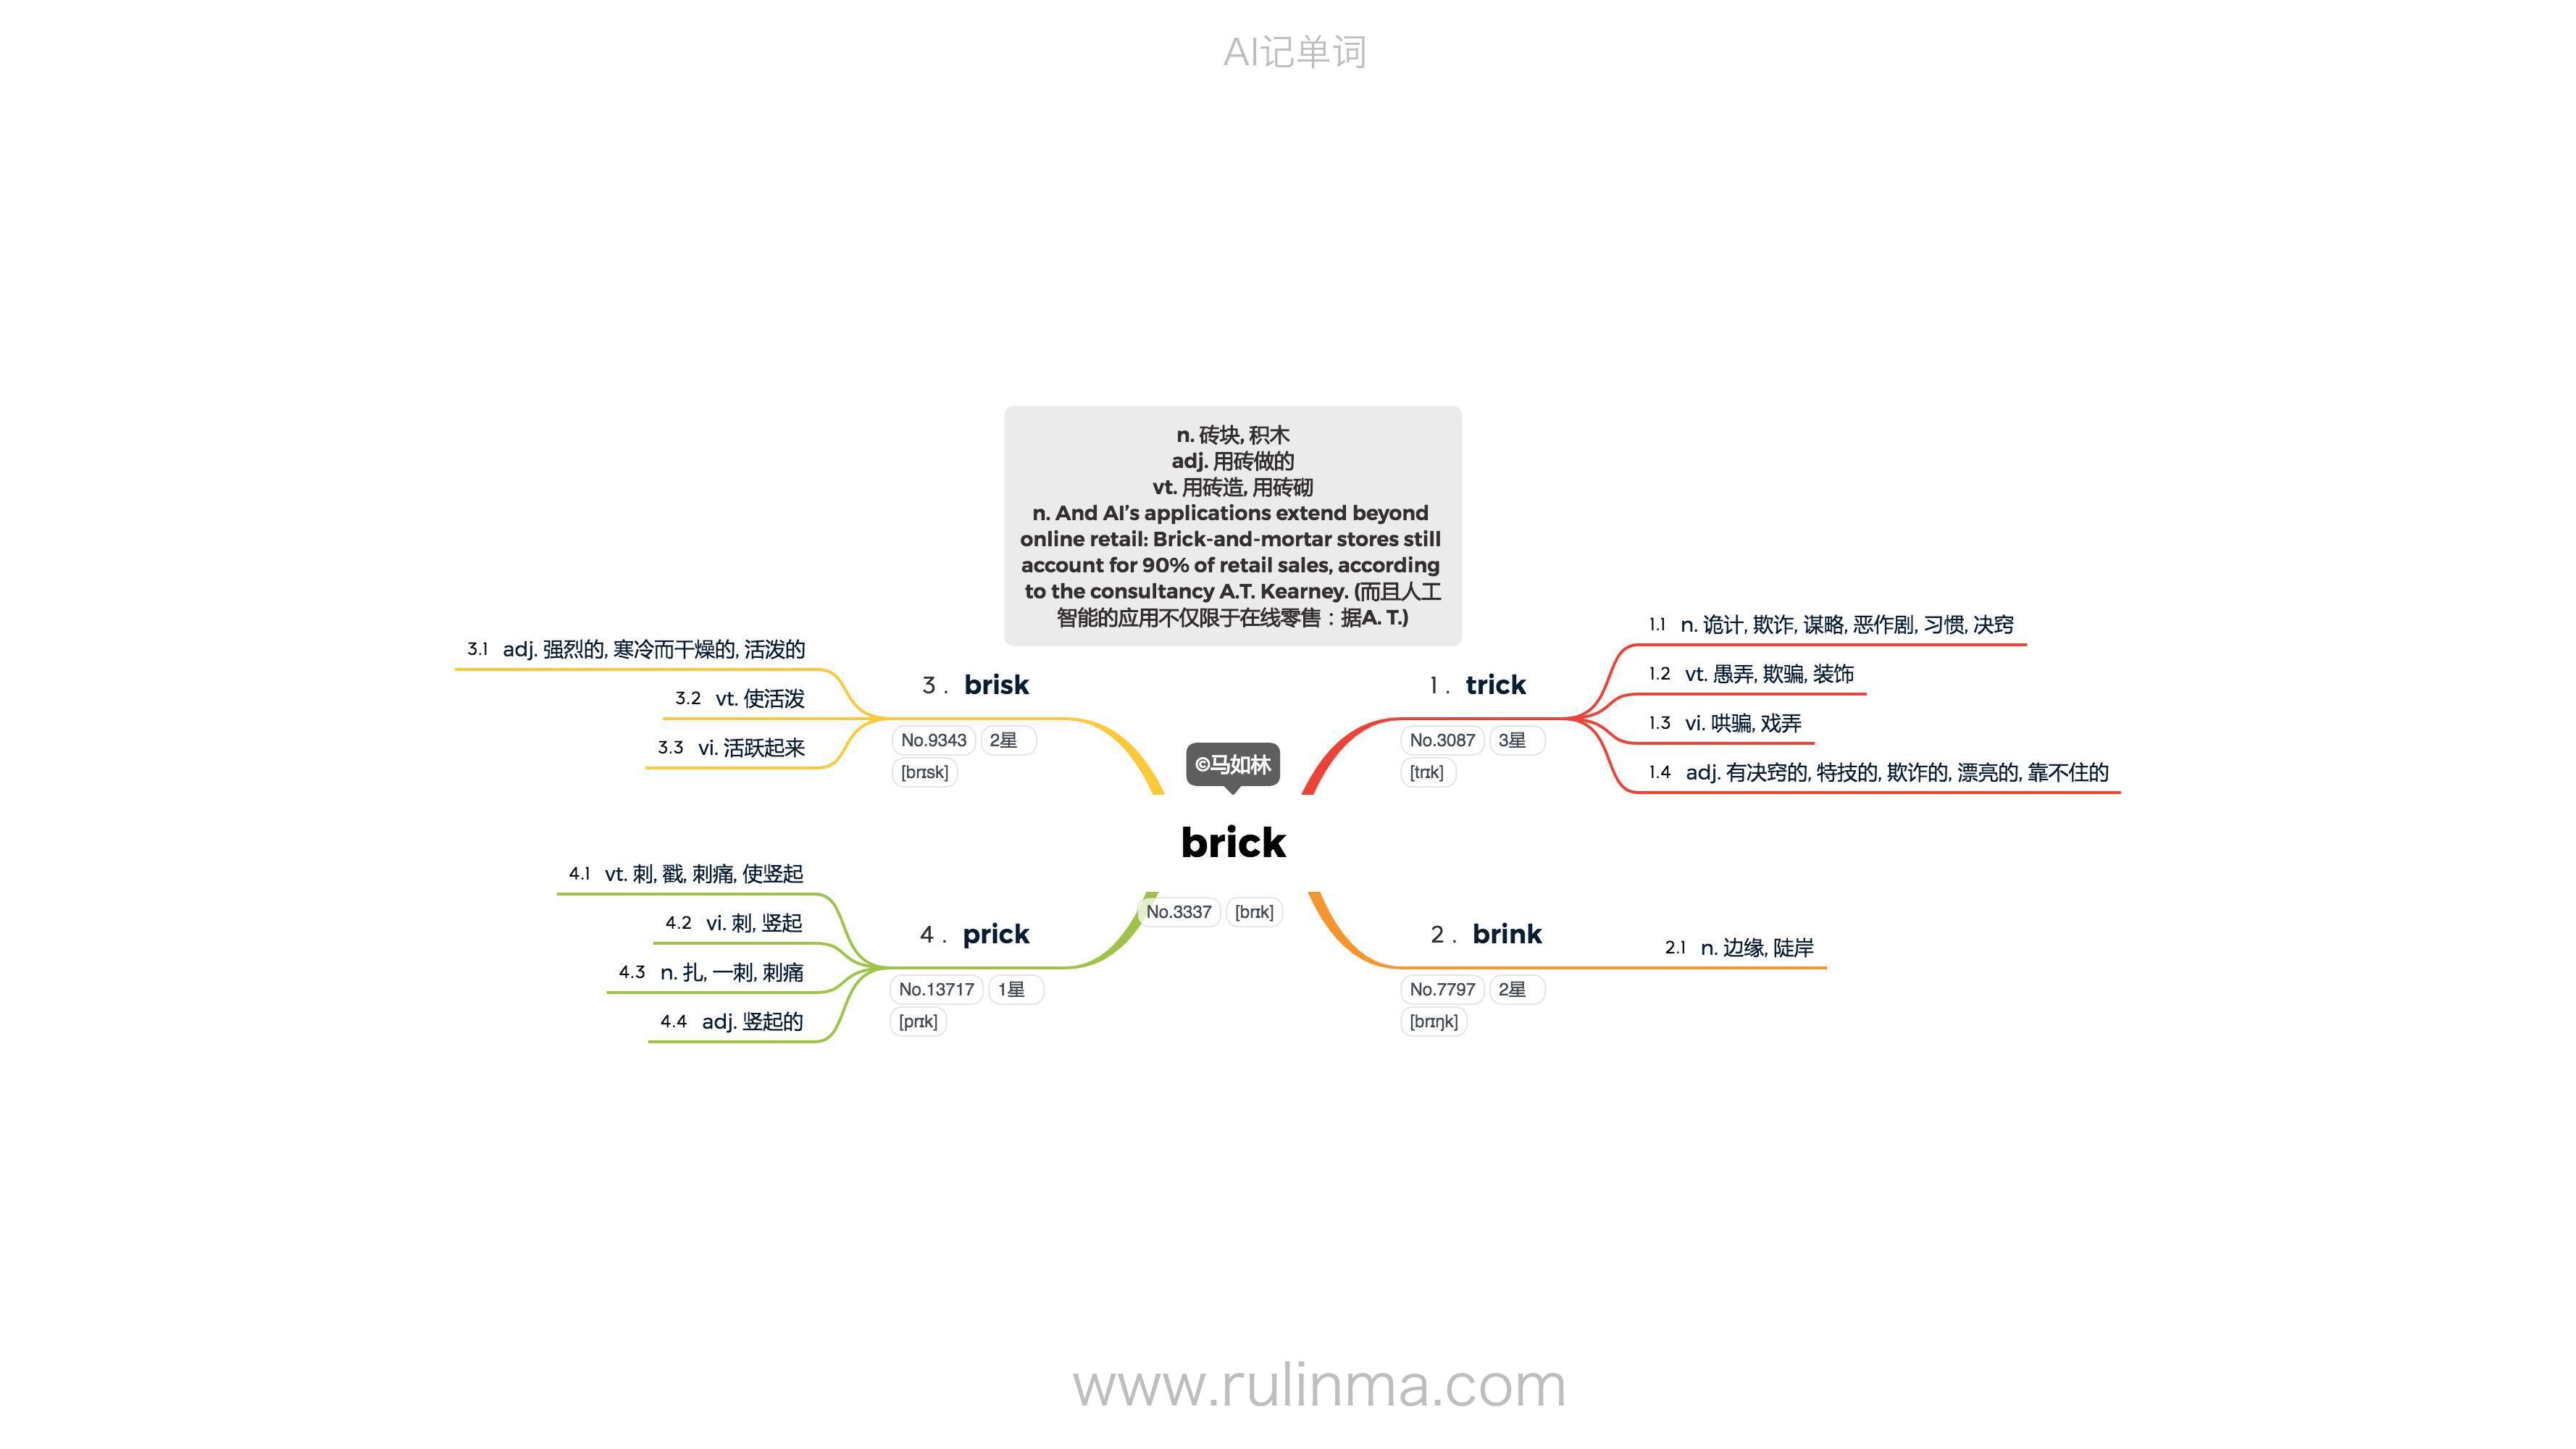 AI记单词
n. 砖块, 积木
adj. 用砖做的
vt. 用砖造, 用砖砌
n. And AI’s applications extend beyond
online retail: Brick-and-mortar stores still
account for 90% of retail sales, according
to the consultancy A.T. Kearney. (而且人工
智能的应用不仅限于在线零售：据A. T.)
©马如林
brick
No.3337 [brɪk]
1. trick
No.3087 3星
[trɪk]
1.1 n. 诡计, 欺诈, 谋略, 恶作剧, 习惯, 决窍
1.2 vt. 愚弄, 欺骗, 装饰
1.3 vi. 哄骗, 戏弄
1.4 adj. 有决窍的, 特技的, 欺诈的, 漂亮的, 靠不住的
2. brink
No.7797 2星
[brɪŋk]
2.1 n. 边缘, 陡岸
3. brisk
No.9343 2星
[brɪsk]
3.1 adj. 强烈的, 寒冷而干燥的, 活泼的
3.2 vt. 使活泼
3.3 vi. 活跃起来
4. prick
No.13717 1星
[prɪk]
4.1 vt. 刺, 戳, 刺痛, 使竖起
4.2 vi. 刺, 竖起
4.3 n. 扎, 一刺, 刺痛
4.4 adj. 竖起的
www.rulinma.com